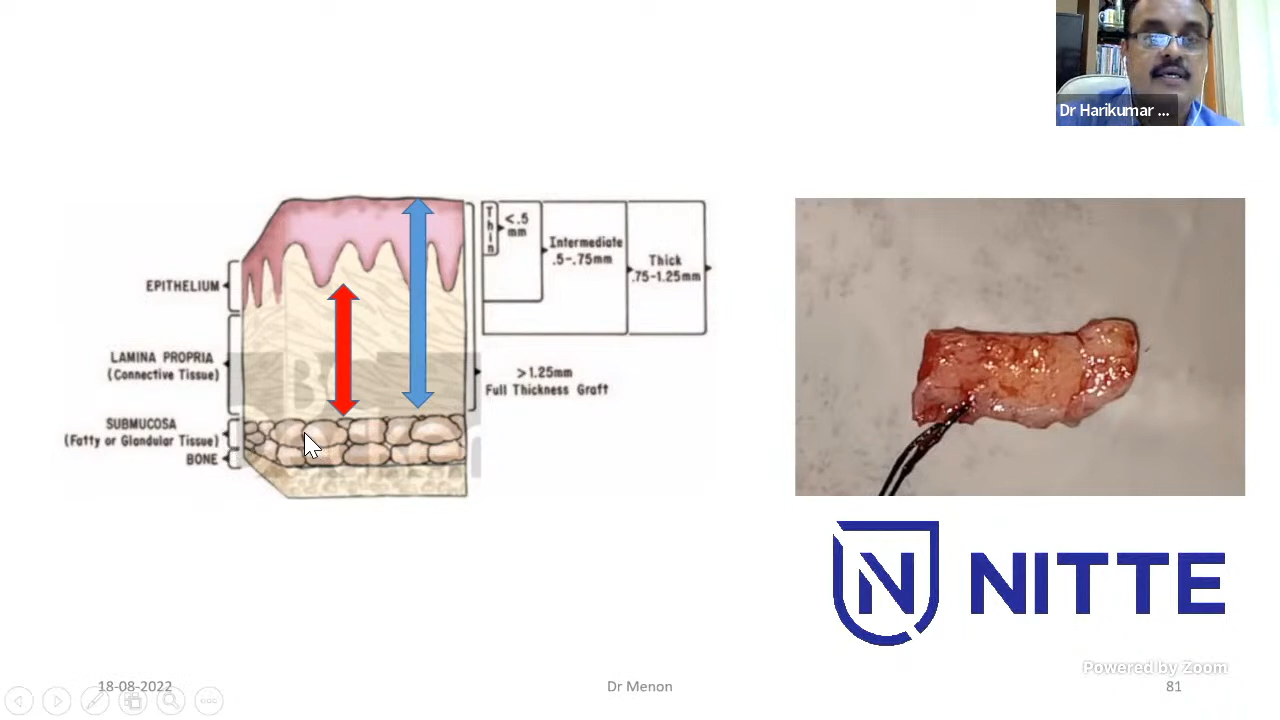 Dr Harikumar ...
Thin
<.5
mm
Intermediate
.5-.75mm
Thick
.75-1.25mm
EPITHELIUM
LAMINA PROPRIA
(Connective Tissue)
>1.25mm
Full Thickness Graft
SUBMUCOSA
(Fatty or Glandular Tissue)
BONE
N NITTE
Powered by Zoom
18-08-2022
Dr Menon
81